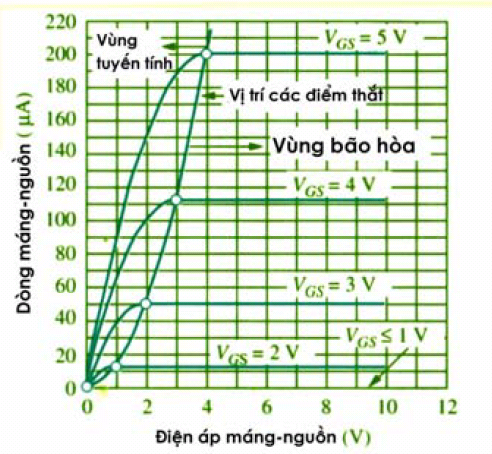 220
200
180
160
140
120
100
80
60
40
20
0
Dòng máng-nguồn (µA)
Vùng
tuyến tính
V_GS = 5 V
Vị trí các điểm thắt
Vùng bão hòa
V_GS = 4 V
V_GS = 3 V
V_GS ≤ 1 V
V_GS = 2 V
0 2 4 6 8 10 12
Điện áp máng-nguồn (V)